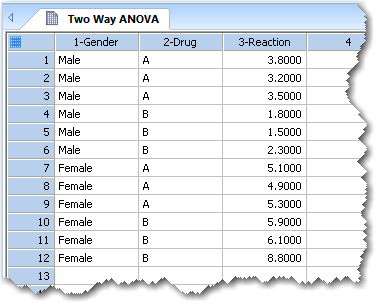 Two Way ANOVA
1-Gender 2-Drug 3-Reaction 4
1 Male A 3.8000
2 Male A 3.2000
3 Male A 3.5000
4 Male B 1.8000
5 Male B 1.5000
6 Male B 2.3000
7 Female A 5.1000
8 Female A 4.9000
9 Female A 5.3000
10 Female B 5.9000
11 Female B 6.1000
12 Female B 8.8000
13